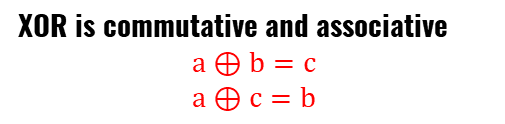 XOR is commutative and associative
a ⊕ b = c
a ⊕ c = b